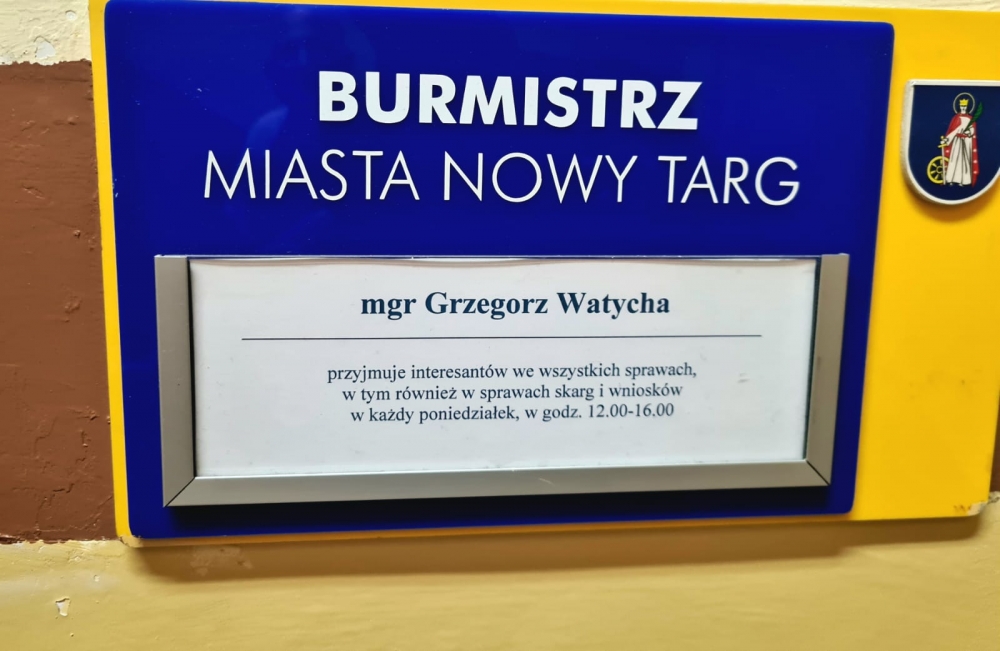 BURMISTRZ
MIASTA NOWY TARG
mgr Grzegorz Watycha
przyjmuje interesantów we wszystkich sprawach,
w tym również w sprawach skarg i wniosków
w każdy poniedziałek, w godz. 12.00-16.00